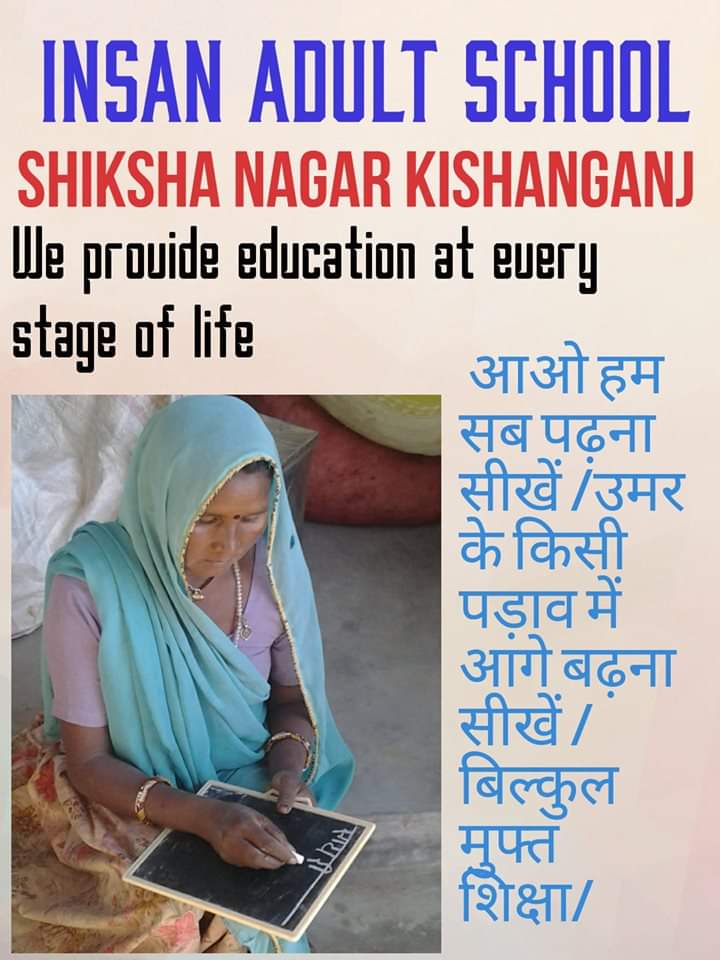 INSAN ADULT SCHOOL
SHIKSHA NAGAR KISHANGANJ
We provide education at every
stage of life
आओ हम
सब पढ़ना
सीखें /उमर
के किसी
पड़ाव में
आगे बढ़ना
सीखें /
बिल्कुल
मुफ्त
शिक्षा/